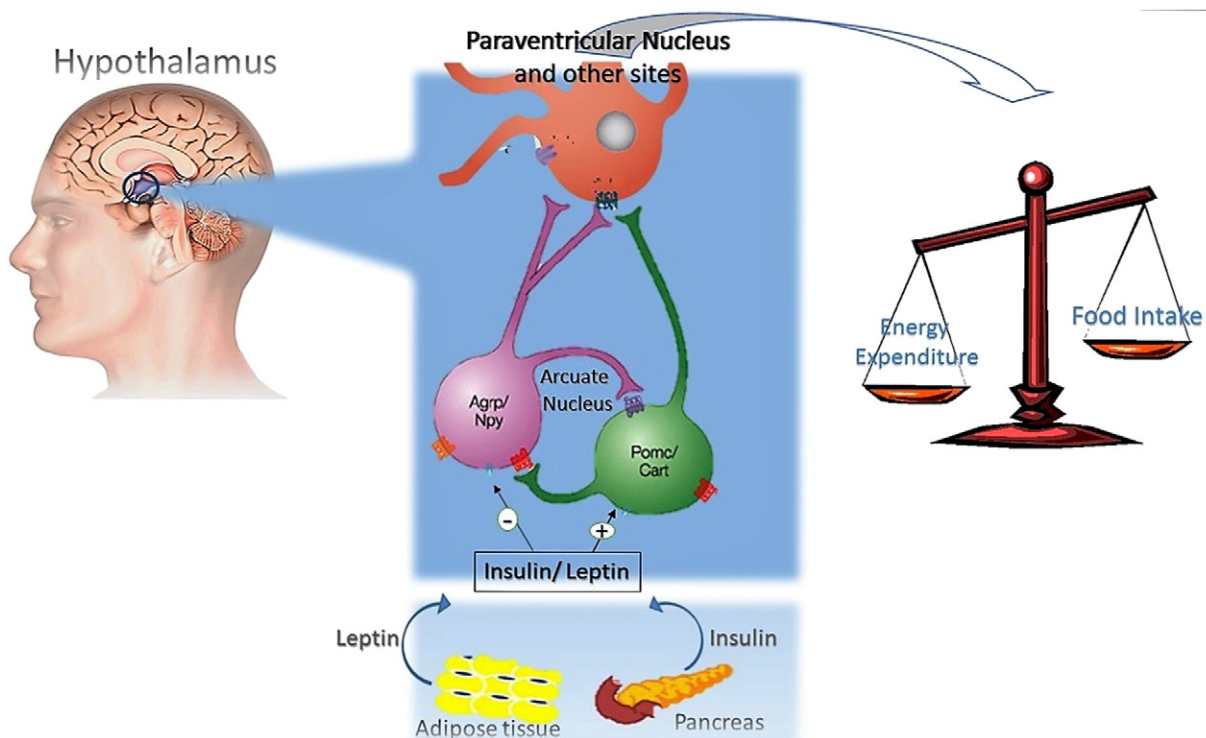 Hypothalamus
Paraventricular Nucleus
and other sites
Agrp/
Npy
Arcuate
Nucleus
Pomc/
Cart
-
+
Insulin/ Leptin
Leptin
Insulin
Adipose tissue
Pancreas
Energy
Expenditure
Food Intake